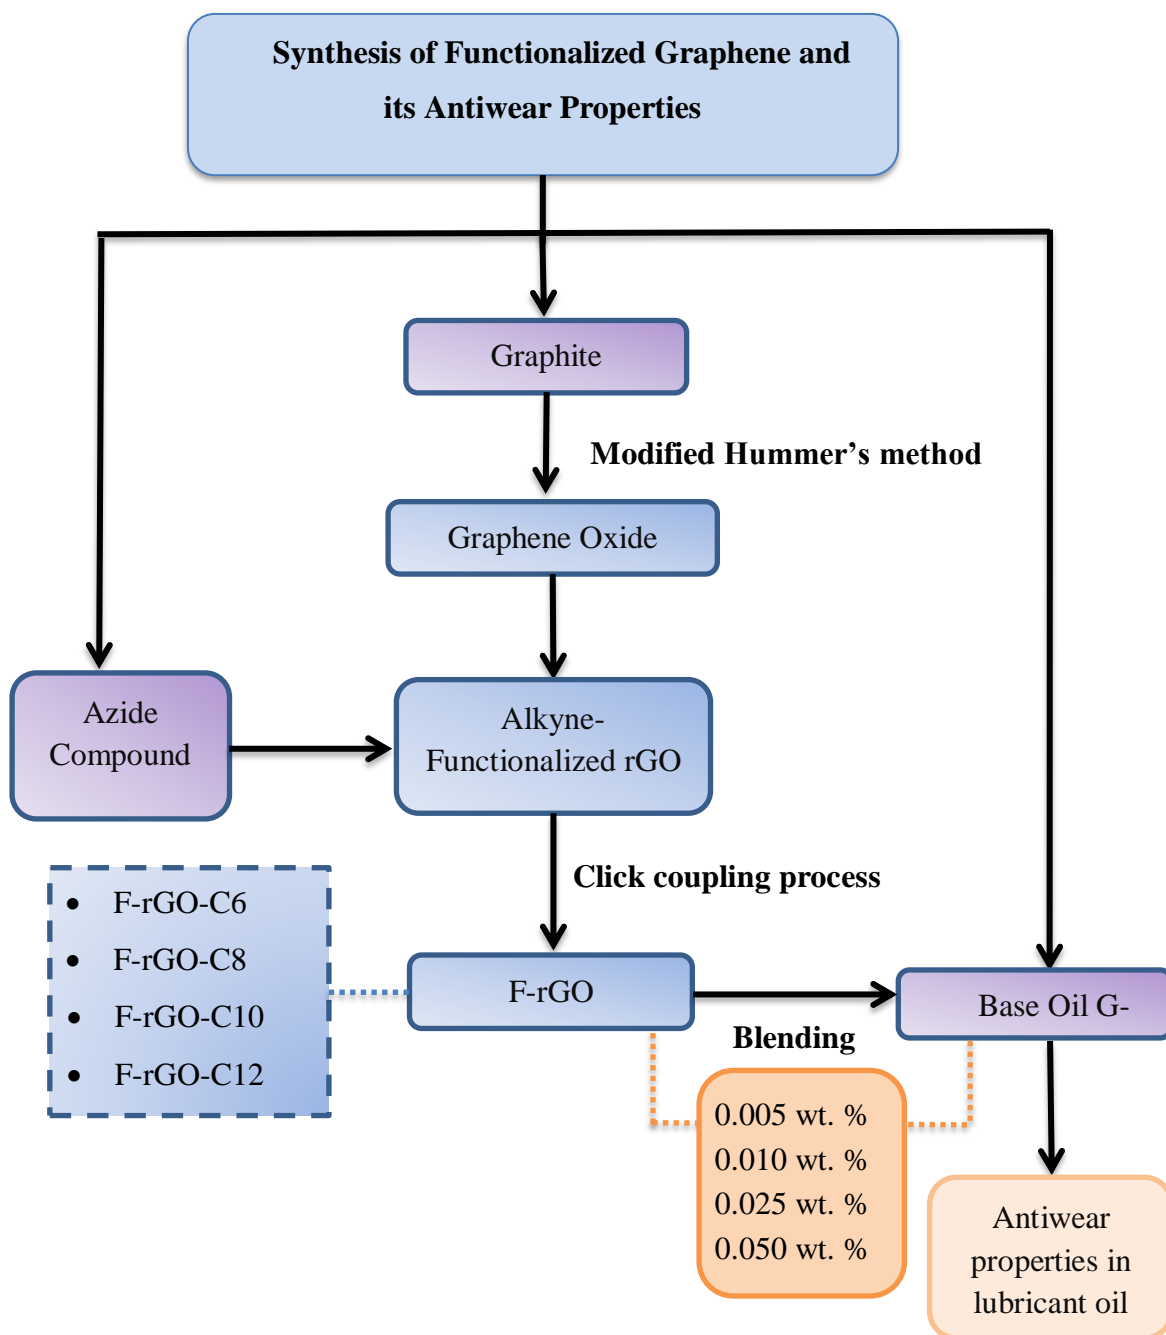 Synthesis of Functionalized Graphene and
its Antiwear Properties
Graphite
Modified Hummer’s method
Graphene Oxide
Azide
Compound
Alkyne-
Functionalized rGO
Click coupling process
• F-rGO-C6
• F-rGO-C8
• F-rGO-C10
• F-rGO-C12
F-rGO
Base Oil G-
Blending
0.005 wt. %
0.010 wt. %
0.025 wt. %
0.050 wt. %
Antiwear
properties in
lubricant oil